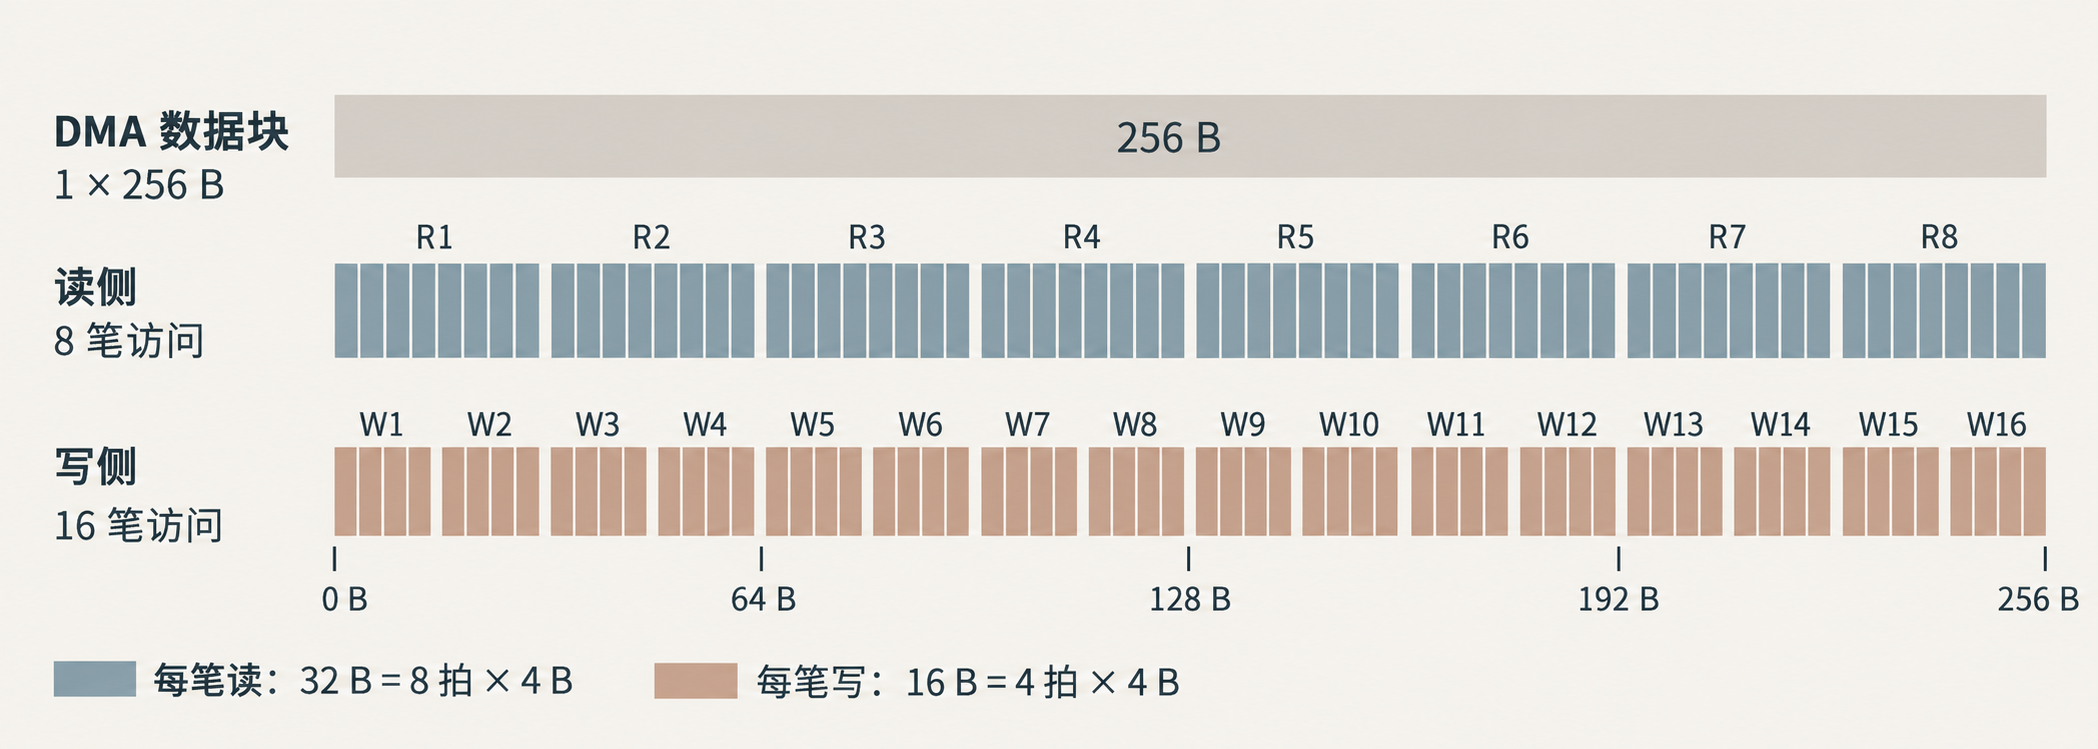 DMA 数据块
1 × 256 B
256 B
R1 R2 R3 R4 R5 R6 R7 R8
读侧
8 笔访问
W1 W2 W3 W4 W5 W6 W7 W8 W9 W10 W11 W12 W13 W14 W15 W16
写侧
16 笔访问
0 B 64 B 128 B 192 B 256 B
每笔读：32 B = 8 拍 × 4 B
每笔写：16 B = 4 拍 × 4 B